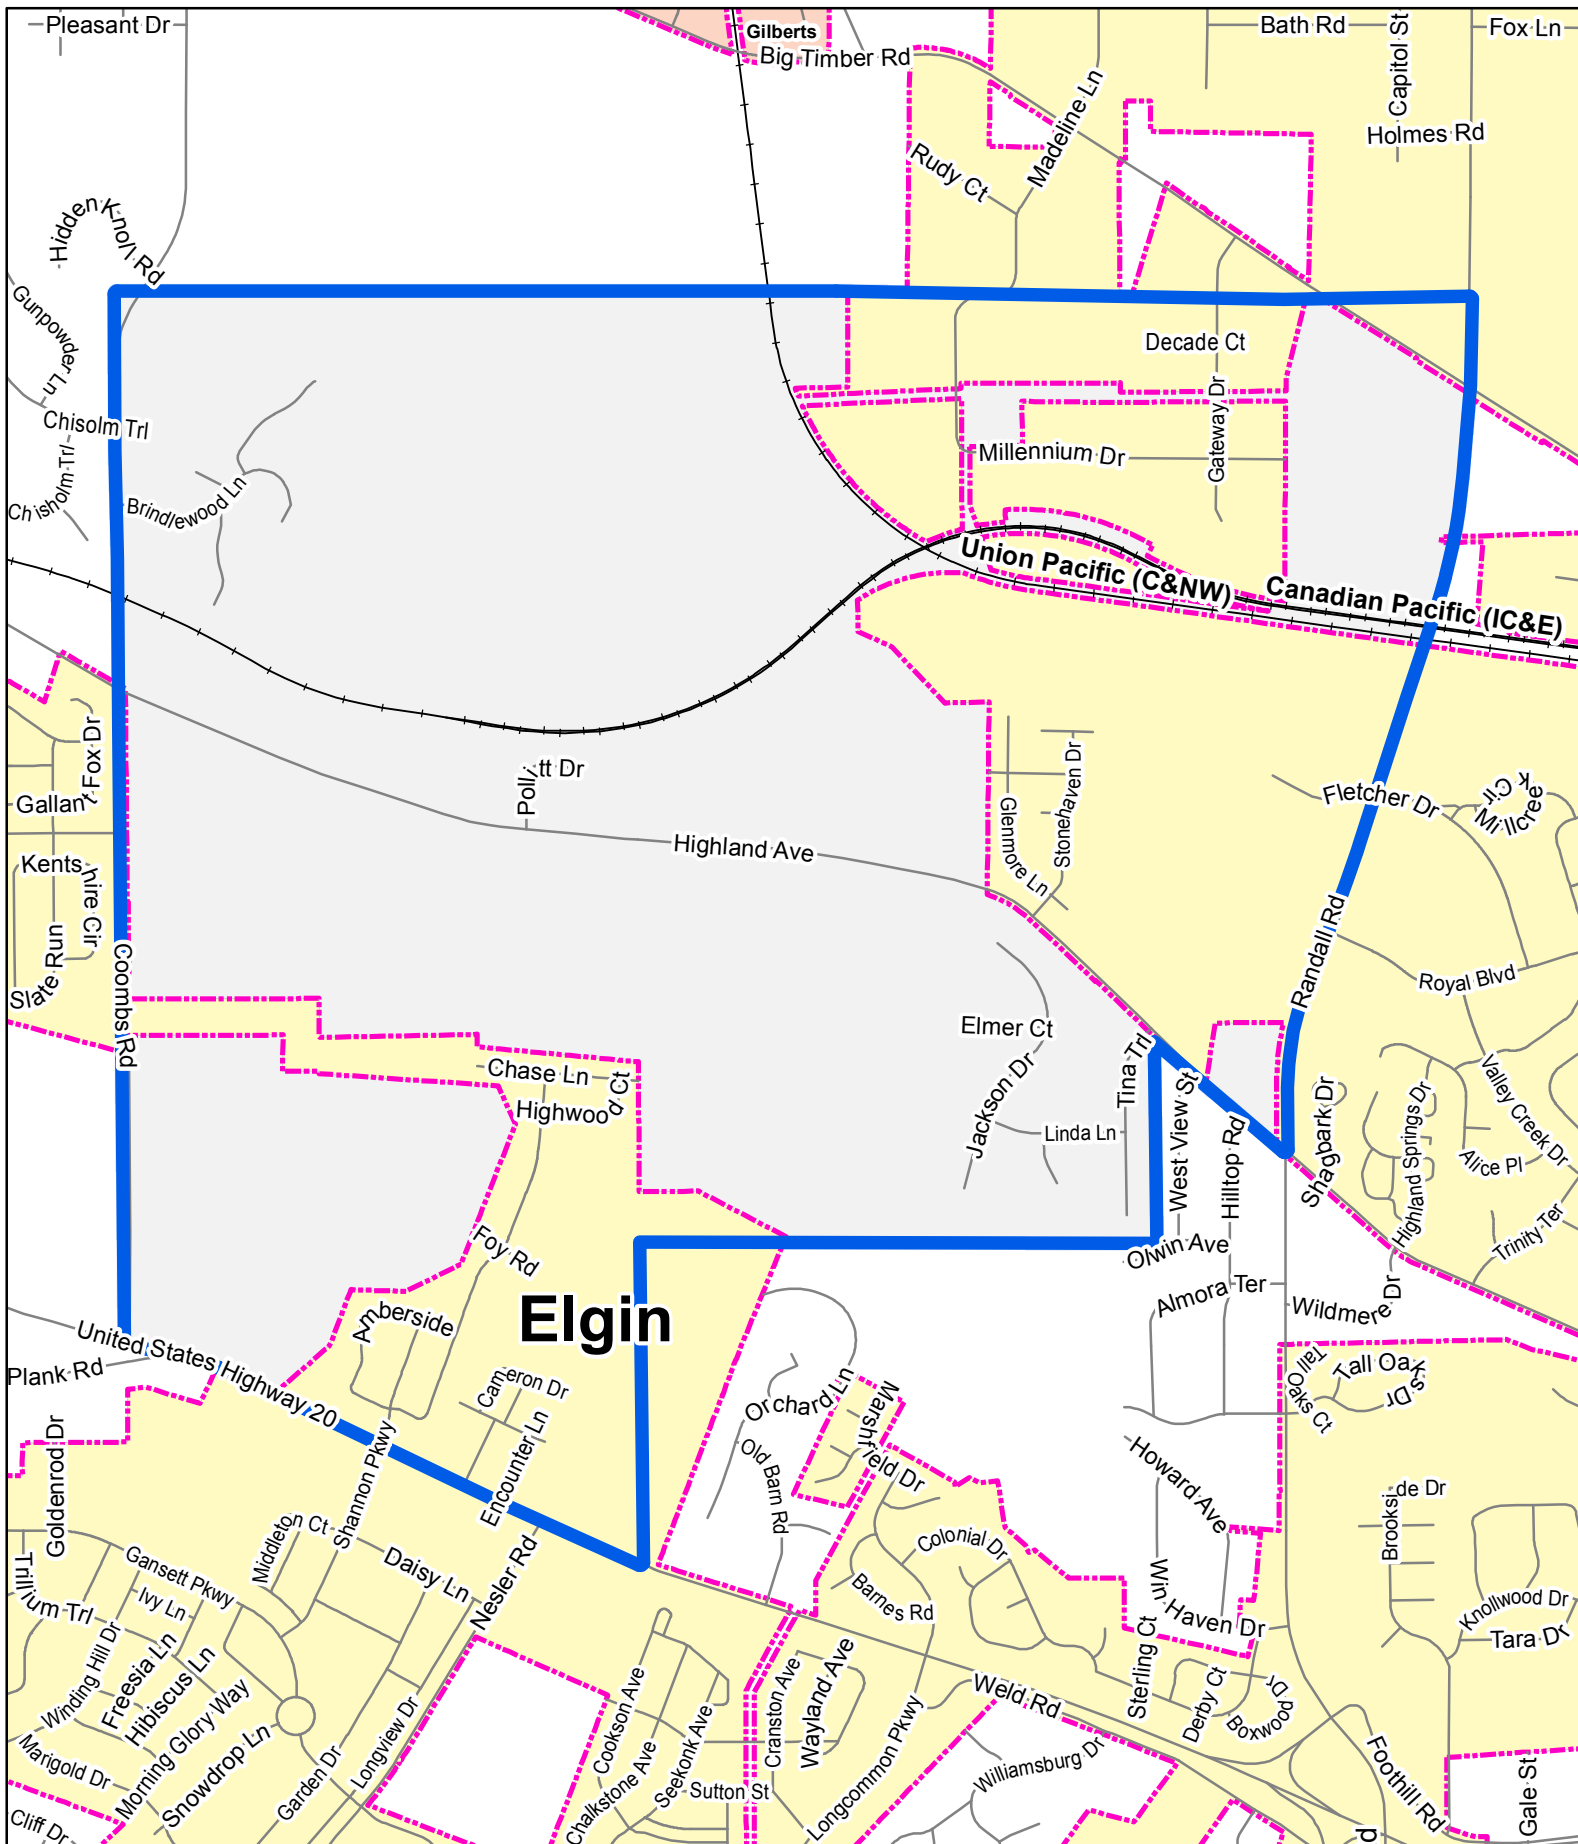 Pleasant Dr
Gilberts
Big Timber Rd
Bath Rd
Capitol St
Fox Ln
Holmes Rd
Madeline Ln
Rudy Ct
Hidden Knoll Rd
Gunpowder Ln
Decade Ct
Gateway Dr
Chisolm Trl
Chisholm Trl
Brindlewood Ln
Millennium Dr
Union Pacific (C&NW)
Canadian Pacific (IC&E)
Gallant Fox Dr
Pollitt Dr
Highland Ave
Glenmore Ln
Stonehaven Dr
Fletcher Dr
Millcreek Cir
Kentshire Cir
Slate Run
Coombs Rd
Randall Rd
Royal Blvd
Elmer Ct
Jackson Dr
Tina Trl
Linda Ln
West View St
Hilltop Rd
Shagbark Dr
Highland Springs Dr
Valley Creek Dr
Alice Pl
Trinity Ter
Chase Ln
Highwood Ct
Foy Rd
Olwin Ave
Almora Ter
Wildmere Dr
Elgin
Amberside
United States Highway 20
Plank Rd
Cameron Dr
Encounter Ln
Orchard Ln
Marshfield Dr
Old Barn Rd
Tall Oaks Ct
Tall Oaks Dr
Goldenrod Dr
Shannon Pkwy
Middleton Ct
Daisy Ln
Nesler Rd
Gansett Pkwy
Ivy Ln
Trillium Trl
Colonial Dr
Barnes Rd
Howard Ave
Win Haven Dr
Brookside Dr
Knollwood Dr
Tara Dr
Winding Hill Dr
Freesia Ln
Hibiscus Ln
Morning Glory Way
Snowdrop Ln
Marigold Dr
Cliff Dr
Garden Dr
Longview Dr
Cookson Ave
Chalkstone Ave
Seekonk Ave
Sutton St
Cranston Ave
Wayland Ave
Longcommon Pkwy
Weld Rd
Williamsburg Dr
Sterling Ct
Derby Ct
Boxwood Dr
Foothill Rd
Gale St